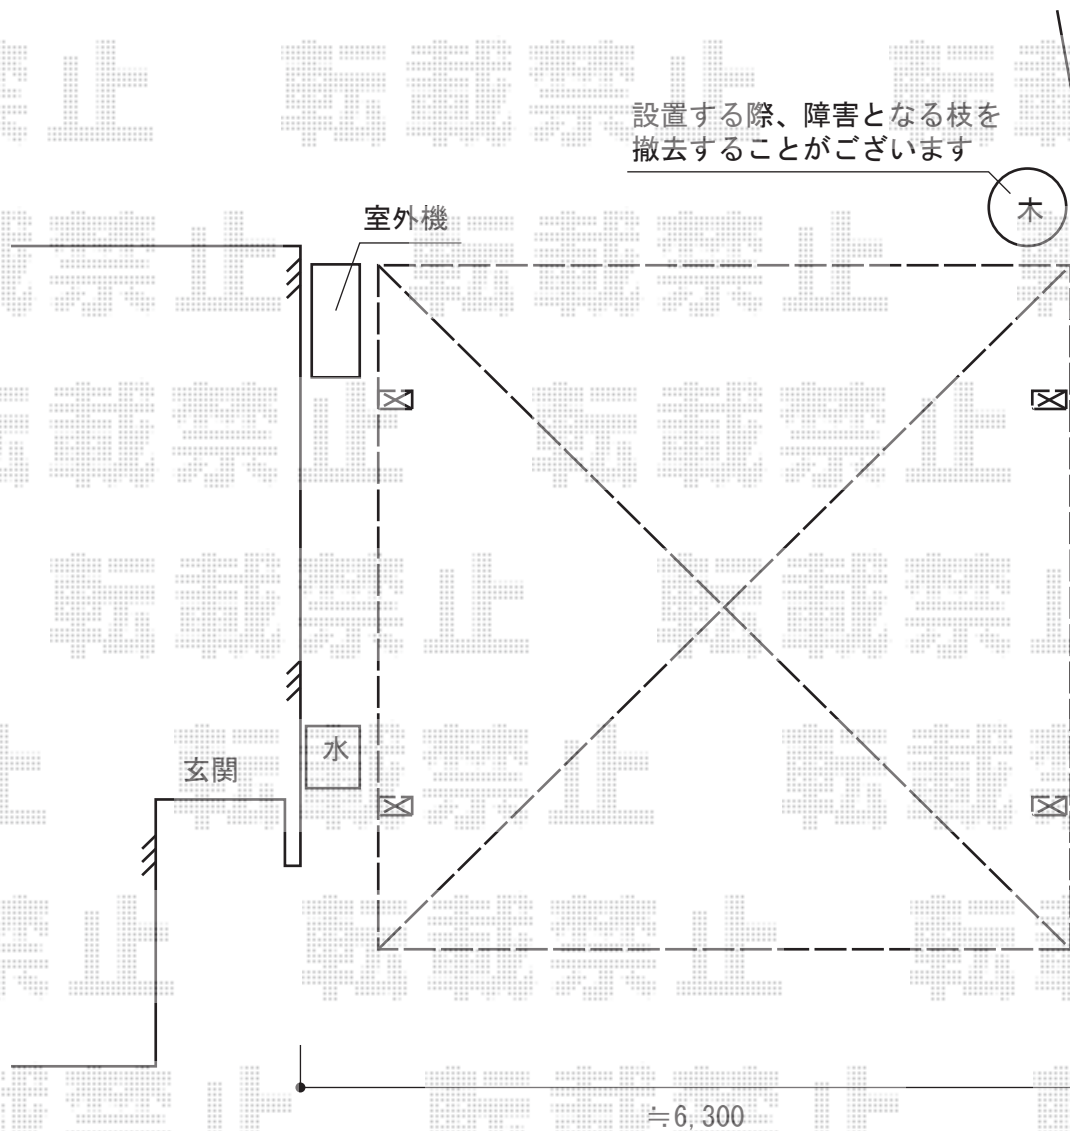 転載禁止
設置する際、障害となる枝を
撤去することがございます
木
室外機
水
玄関
≒6,300